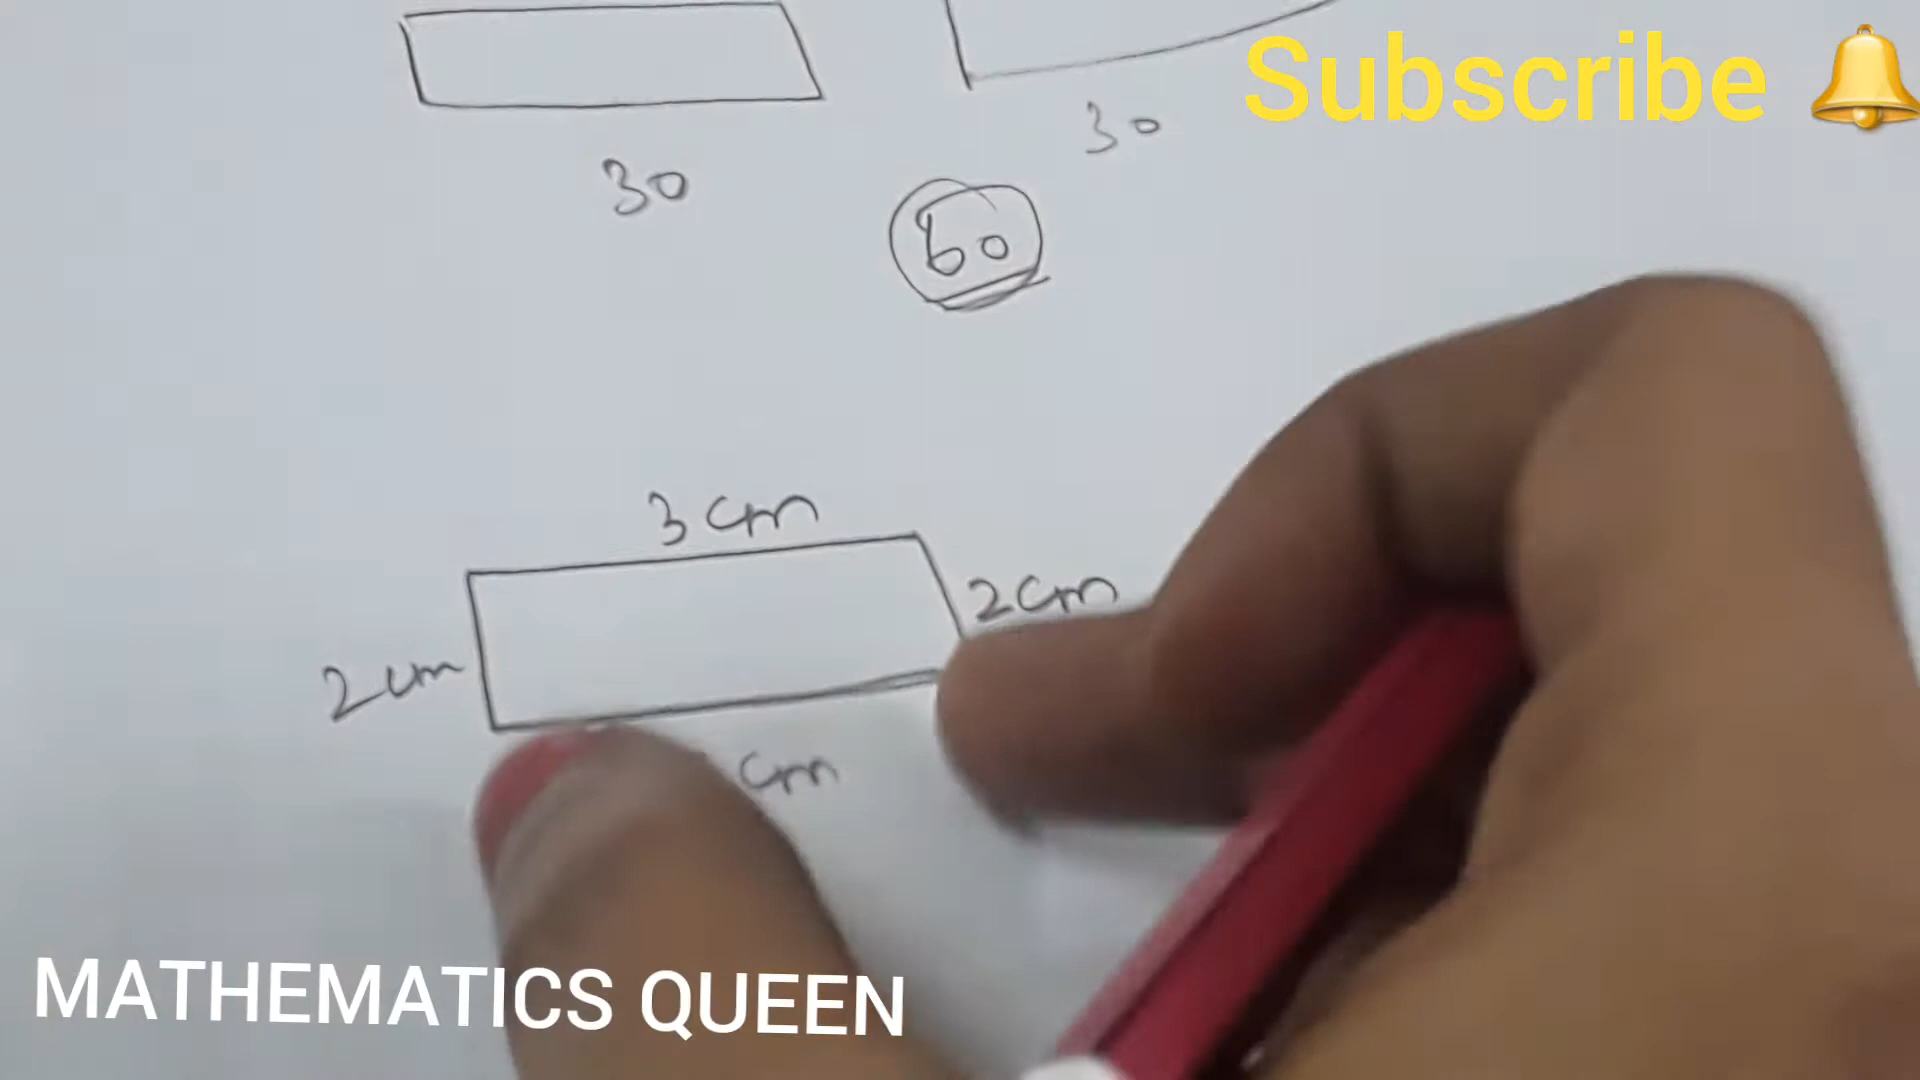 Subscribe
30
30
60
3 cm
2 cm
2 cm
cm
MATHEMATICS QUEEN